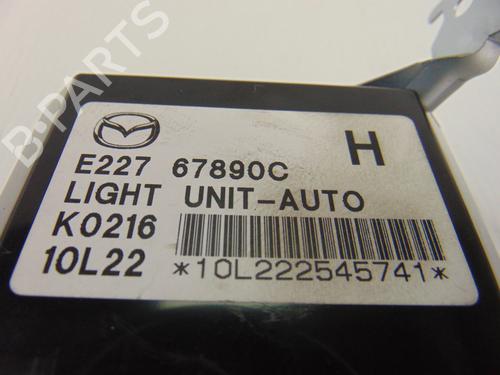 B-PARTS
H
E227 67890C
LIGHT UNIT-AUTO
K0216
10L22
*10L222545741*